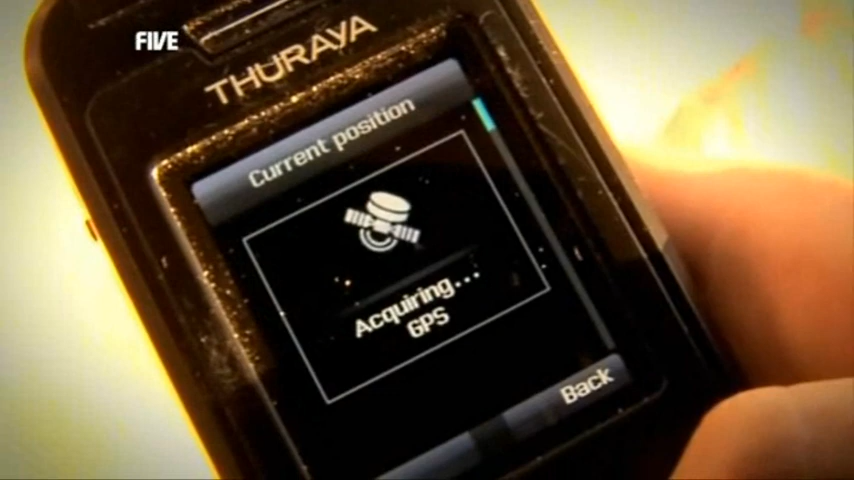 FIVE
THURAYA
Current position
Acquiring...
GPS
Back